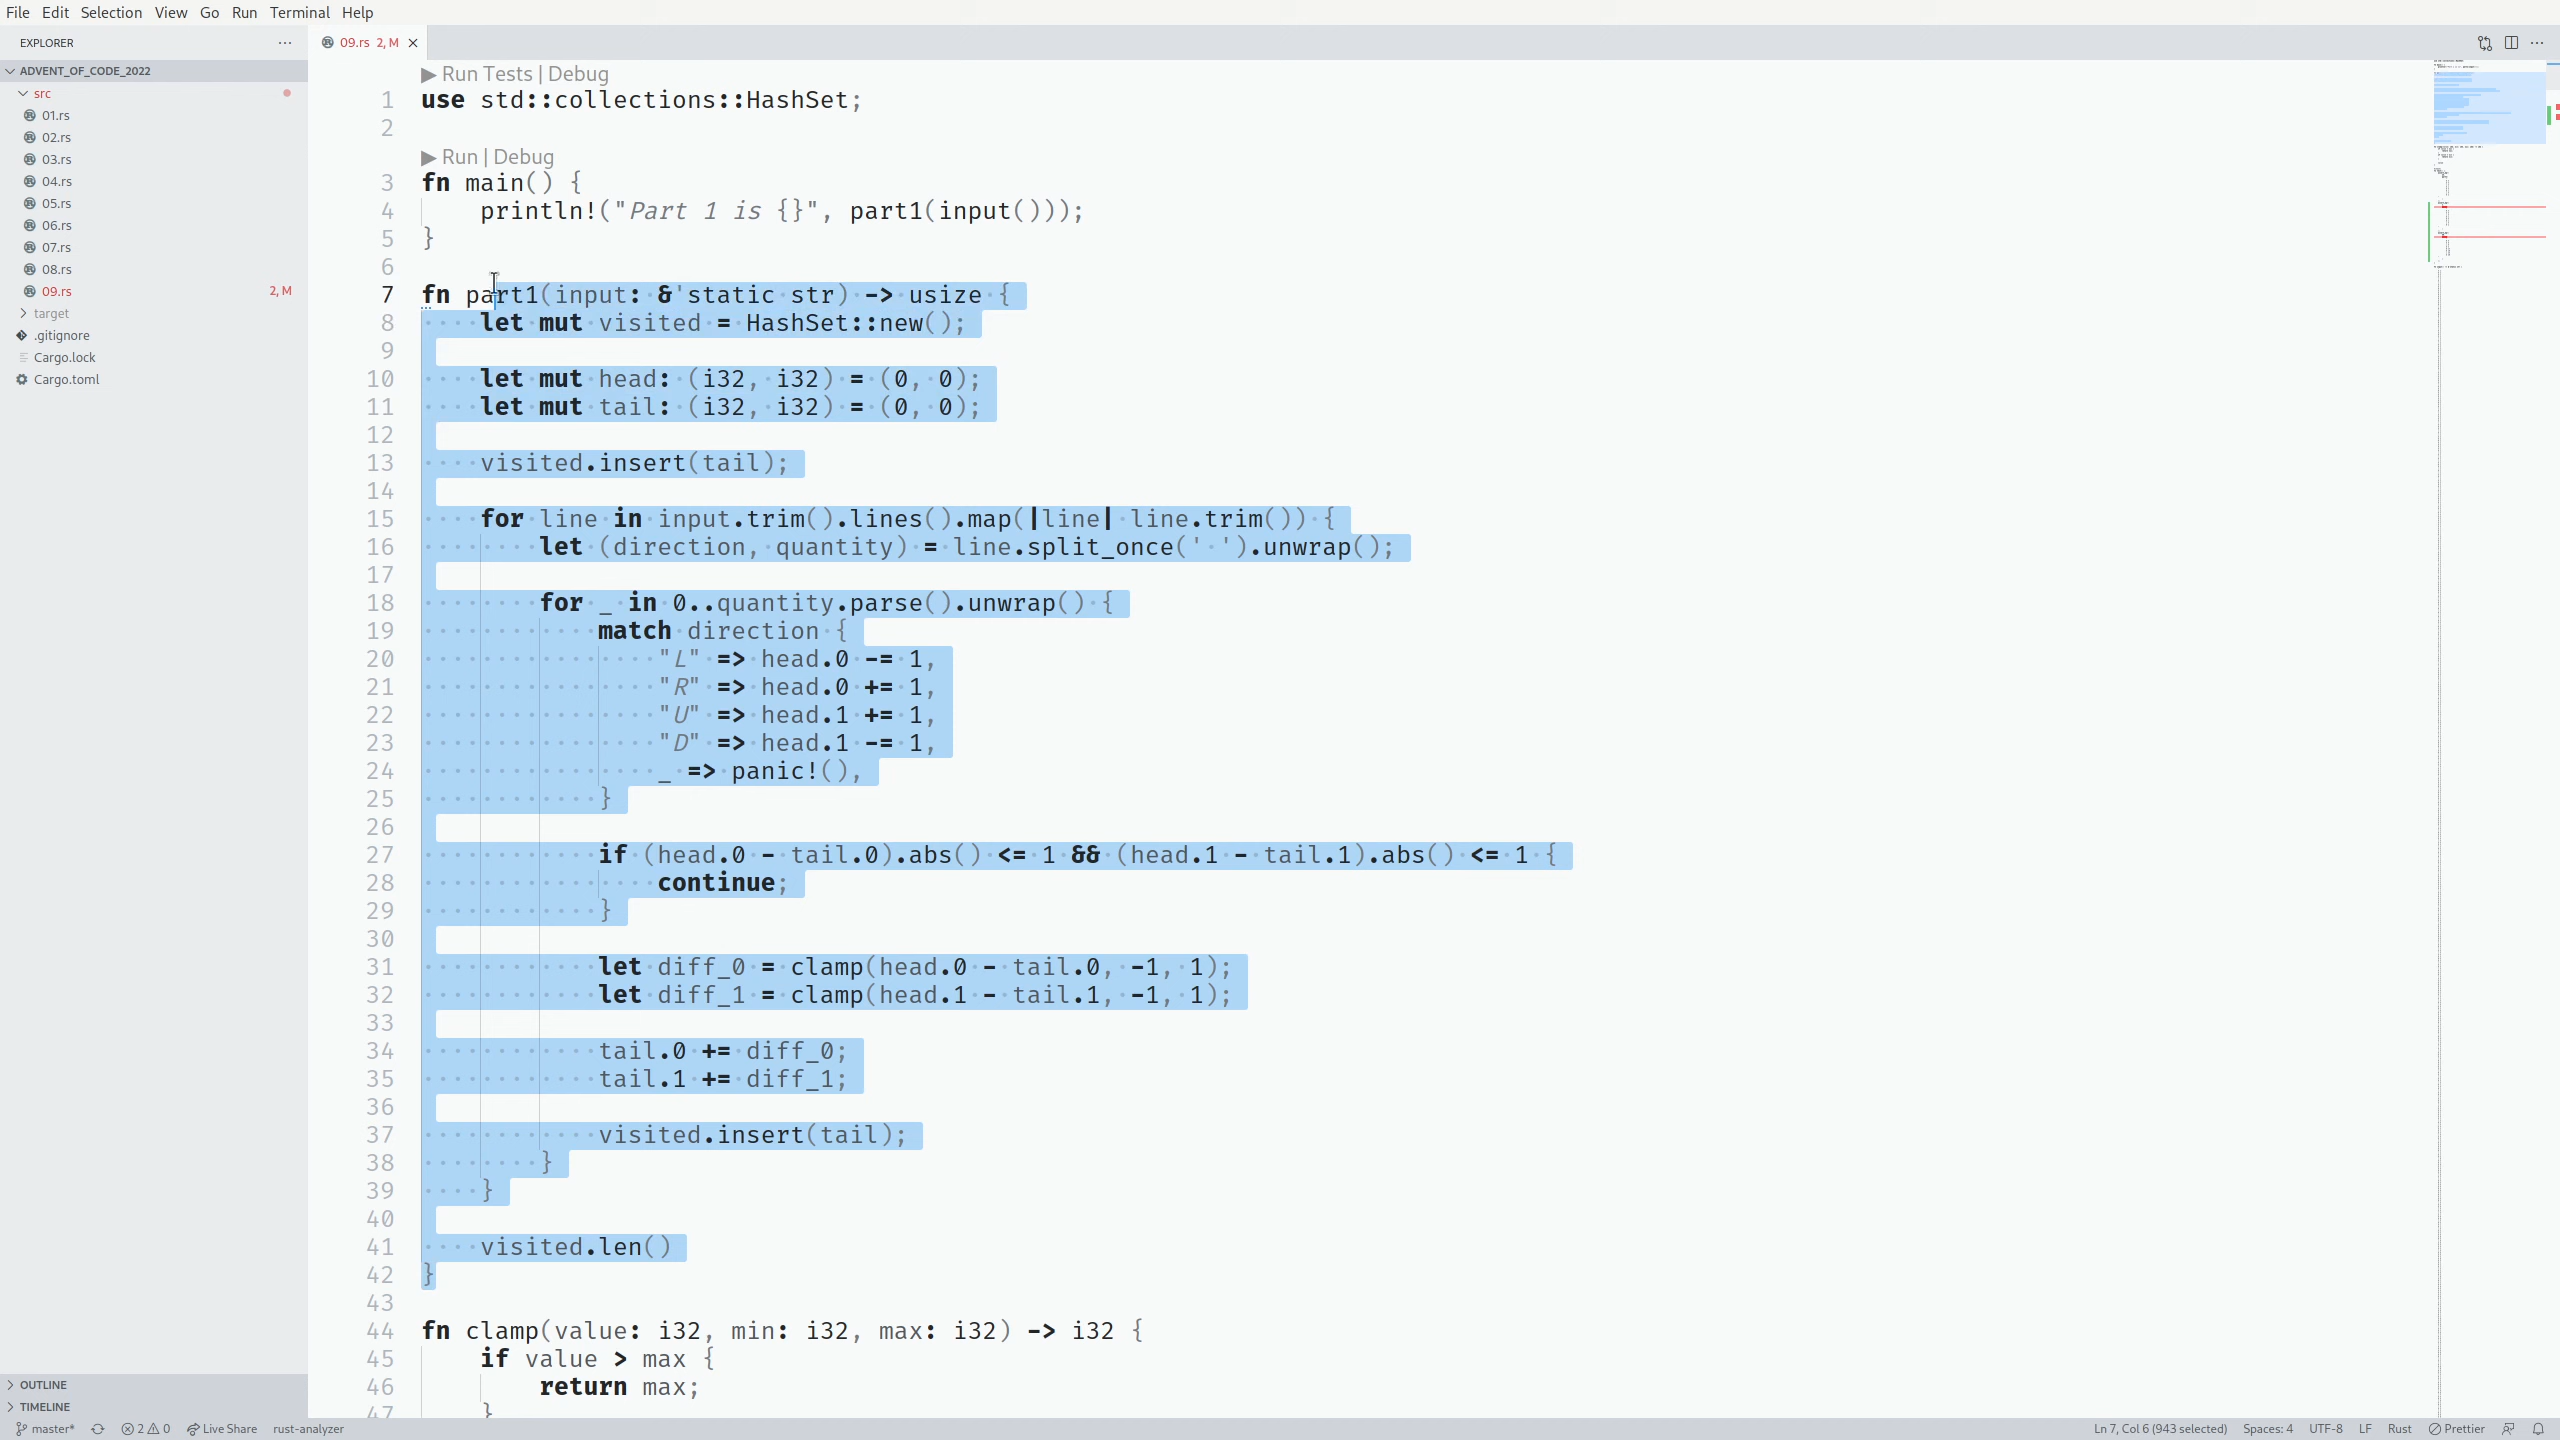 File Edit Selection View Go Run Terminal Help
EXPLORER
09.rs 2, M
ADVENT_OF_CODE_2022
src
01.rs
02.rs
03.rs
04.rs
05.rs
06.rs
07.rs
08.rs
09.rs 2, M
target
.gitignore
Cargo.lock
Cargo.toml
OUTLINE
TIMELINE
▶ Run Tests | Debug
1 use std::collections::HashSet;
2
▶ Run | Debug
3 fn main() {
4     println!("Part 1 is {}", part1(input()));
5 }
6
7 fn part1(input: &'static str) -> usize {
8     let mut visited = HashSet::new();
9
10     let mut head: (i32, i32) = (0, 0);
11     let mut tail: (i32, i32) = (0, 0);
12
13     visited.insert(tail);
14
15     for line in input.trim().lines().map(|line| line.trim()) {
16         let (direction, quantity) = line.split_once(' ').unwrap();
17
18         for _ in 0..quantity.parse().unwrap() {
19             match direction {
20                 "L" => head.0 -= 1,
21                 "R" => head.0 += 1,
22                 "U" => head.1 += 1,
23                 "D" => head.1 -= 1,
24                 _ => panic!(),
25             }
26
27             if (head.0 - tail.0).abs() <= 1 && (head.1 - tail.1).abs() <= 1 {
28                 continue;
29             }
30
31             let diff_0 = clamp(head.0 - tail.0, -1, 1);
32             let diff_1 = clamp(head.1 - tail.1, -1, 1);
33
34             tail.0 += diff_0;
35             tail.1 += diff_1;
36
37             visited.insert(tail);
38         }
39     }
40
41     visited.len()
42 }
43
44 fn clamp(value: i32, min: i32, max: i32) -> i32 {
45     if value > max {
46         return max;
47     }
master* 2 0 Live Share rust-analyzer Ln 7, Col 6 (943 selected) Spaces: 4 UTF-8 LF Rust Prettier